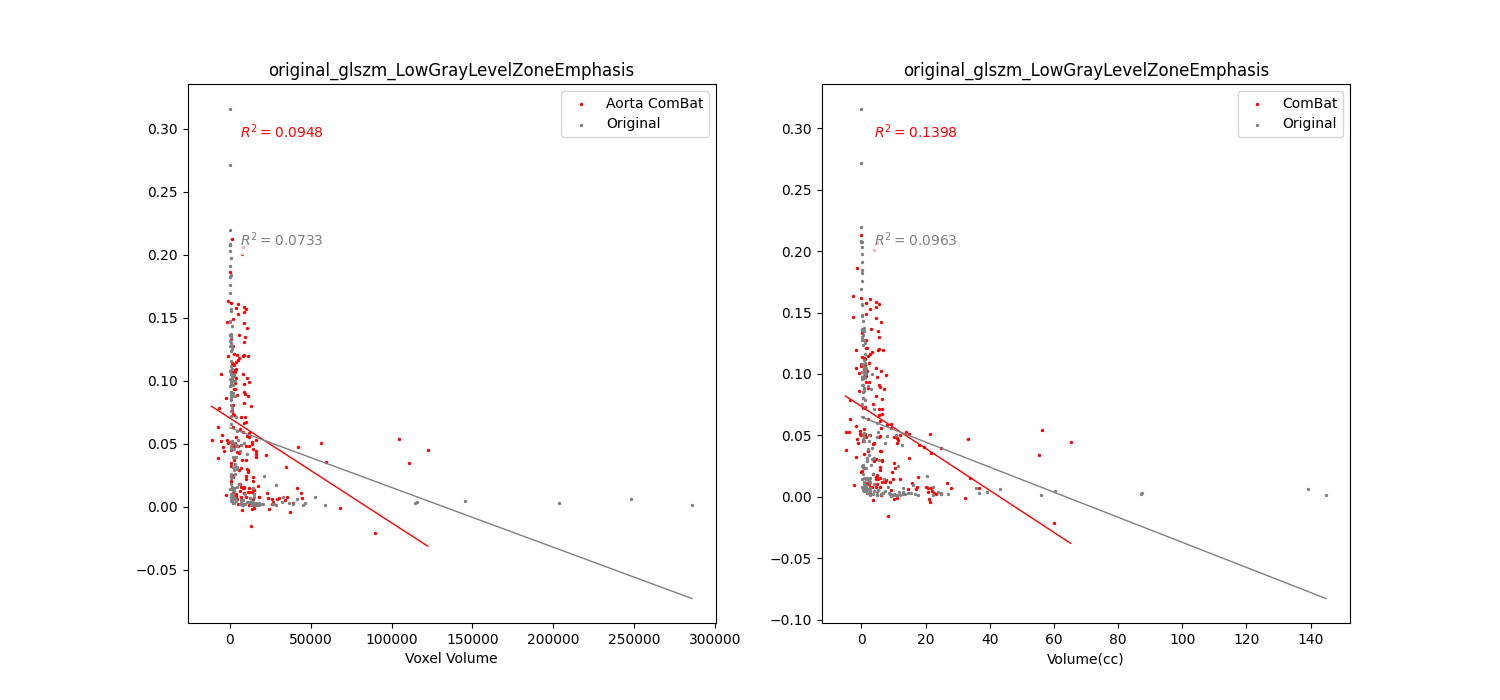 original_glszm_LowGrayLevelZoneEmphasis
Aorta ComBat
Original
R² = 0.0948
R² = 0.0733
0.30
0.25
0.20
0.15
0.10
0.05
0.00
−0.05
0 50000 100000 150000 200000 250000 300000
Voxel Volume
original_glszm_LowGrayLevelZoneEmphasis
ComBat
Original
R² = 0.1398
R² = 0.0963
0.30
0.25
0.20
0.15
0.10
0.05
0.00
−0.05
−0.10
0 20 40 60 80 100 120 140
Volume(cc)